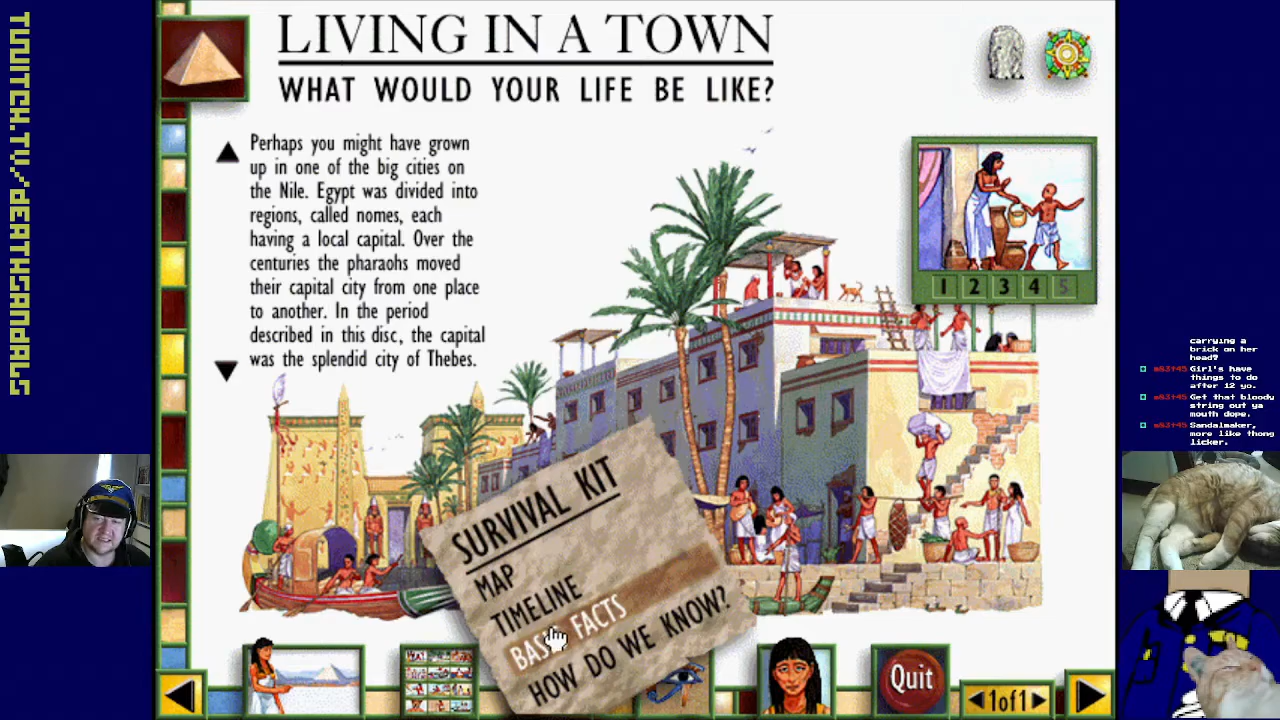 TWITCH.TV/DEATHSANDALS
LIVING IN A TOWN
WHAT WOULD YOUR LIFE BE LIKE?
Perhaps you might have grown
up in one of the big cities on
the Nile. Egypt was divided into
regions, called nomes, each
having a local capital. Over the
centuries the pharaohs moved
their capital city from one place
to another. In the period
described in this disc, the capital
was the splendid city of Thebes.
1 2 3 4 5
carrying a
brick on her
head?
m83t45 Girl's have
things to do
after 12 yo.
m83t45 Get that bloody
string out ya
mouth dope.
m83t45 Sandalmaker,
more like thong
licker.
SURVIVAL KIT
MAP
TIMELINE
BASIC FACTS
HOW DO WE KNOW?
Quit
1of1